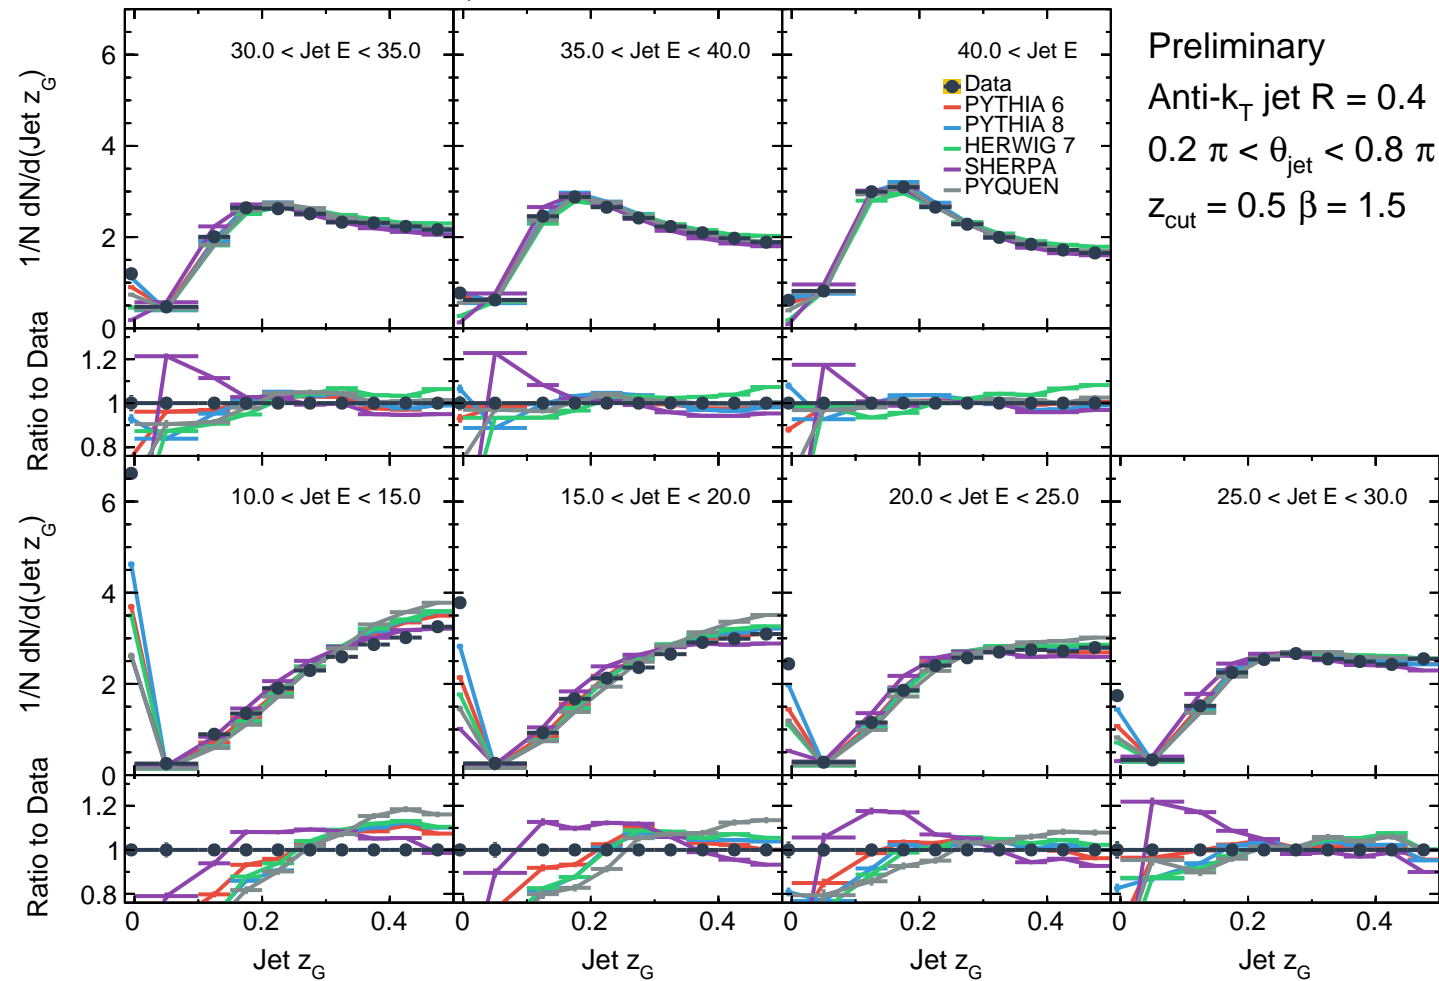 30.0 < Jet E < 35.0
35.0 < Jet E < 40.0
40.0 < Jet E
Data
PYTHIA 6
PYTHIA 8
HERWIG 7
SHERPA
PYQUEN
Preliminary
Anti-k_T jet R = 0.4
0.2 π < θ_jet < 0.8 π
z_cut = 0.5 β = 1.5
1/N dN/d(Jet z_G)
6
4
2
0
Ratio to Data
1.2
1
0.8
10.0 < Jet E < 15.0
15.0 < Jet E < 20.0
20.0 < Jet E < 25.0
25.0 < Jet E < 30.0
1/N dN/d(Jet z_G)
6
4
2
0
Ratio to Data
1.2
1
0.8
0 0.2 0.4
0 0.2 0.4
0 0.2 0.4
0 0.2 0.4
Jet z_G
Jet z_G
Jet z_G
Jet z_G